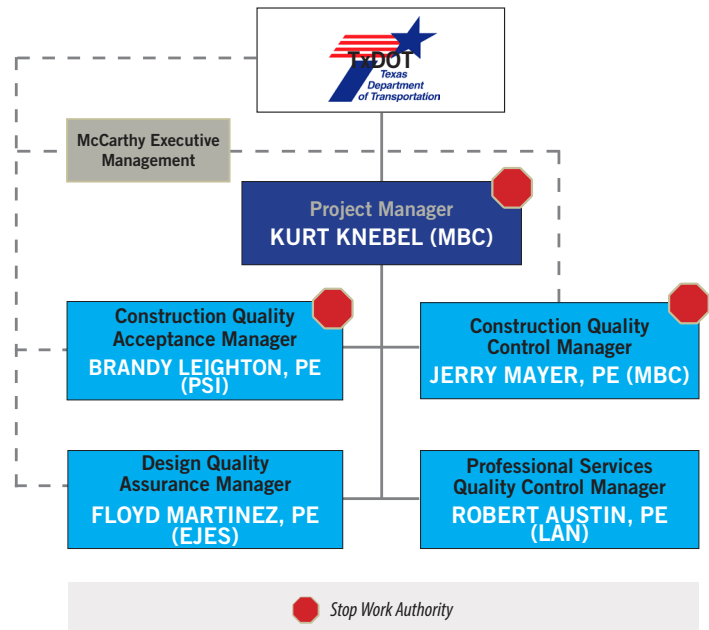 TxDOT
Texas
Department
of Transportation
McCarthy Executive
Management
Project Manager
KURT KNEBEL (MBC)
Construction Quality
Acceptance Manager
BRANDY LEIGHTON, PE
(PSI)
Construction Quality
Control Manager
JERRY MAYER, PE (MBC)
Design Quality
Assurance Manager
FLOYD MARTINEZ, PE
(EJES)
Professional Services
Quality Control Manager
ROBERT AUSTIN, PE
(LAN)
Stop Work Authority